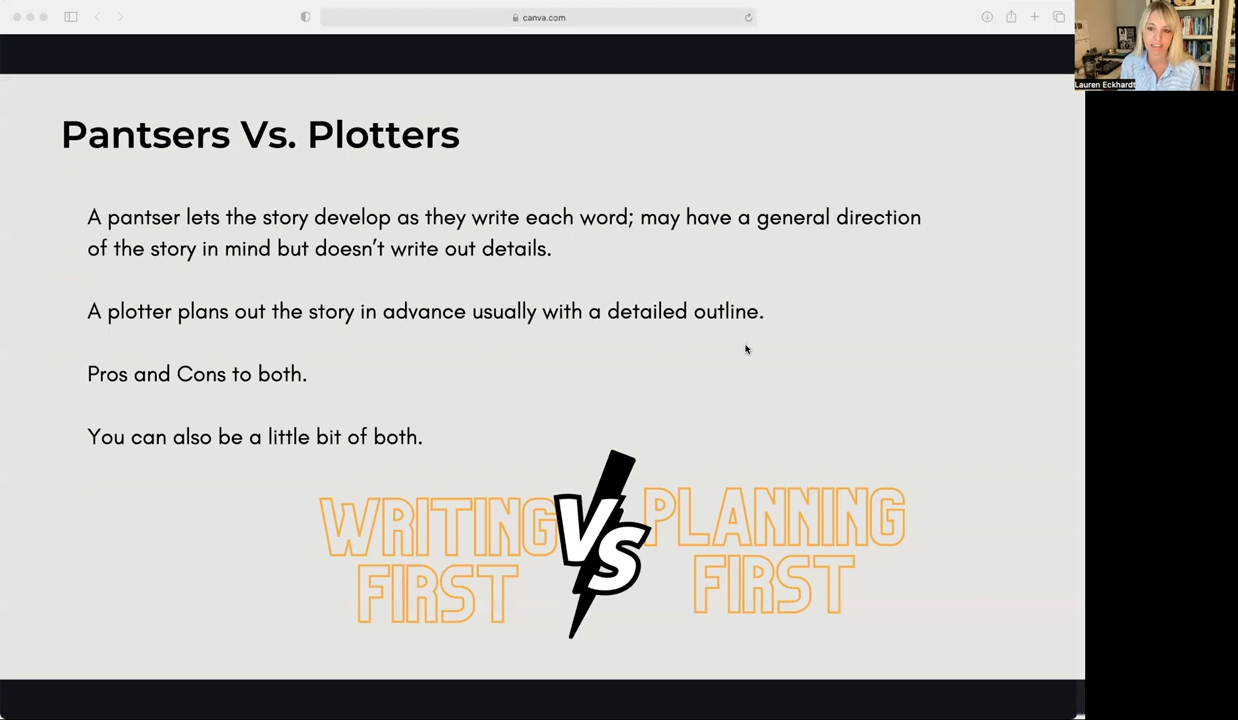 canva.com
Lauren Eckhardt
Pantsers Vs. Plotters
A pantser lets the story develop as they write each word; may have a general direction
of the story in mind but doesn't write out details.
A plotter plans out the story in advance usually with a detailed outline.
Pros and Cons to both.
You can also be a little bit of both.
WRITING
FIRST
VS
PLANNING
FIRST